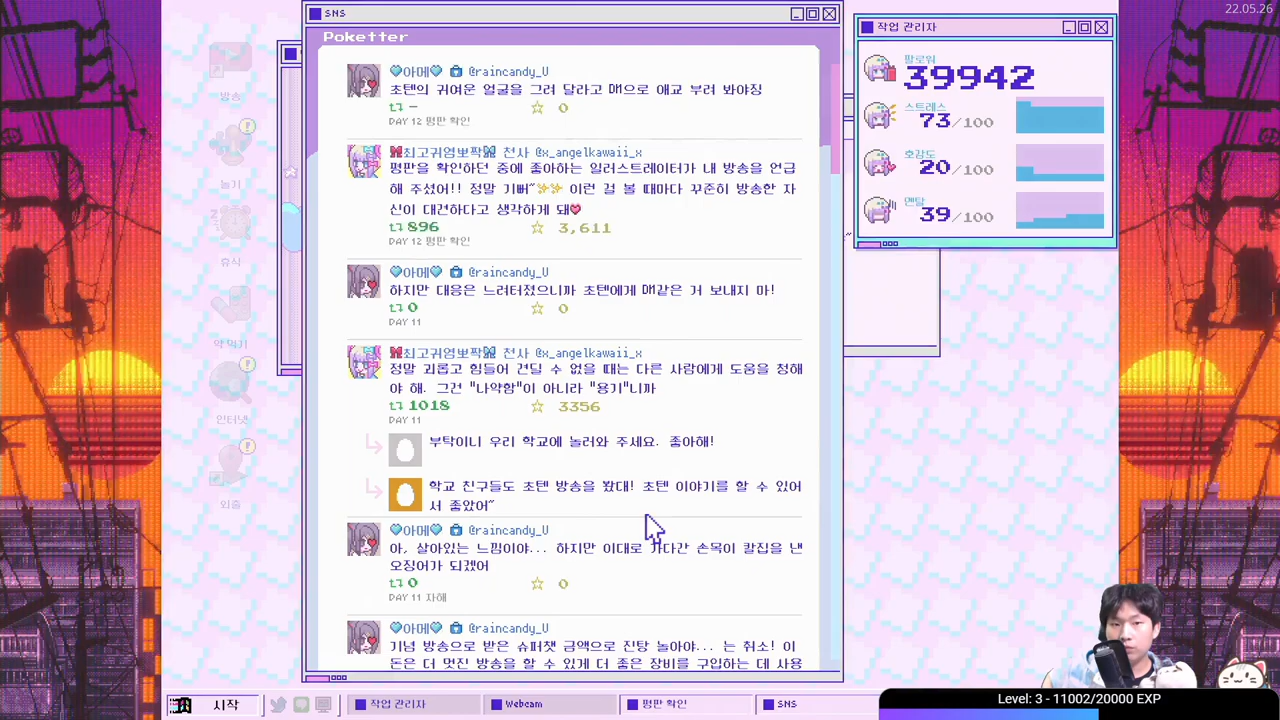 22.05.26
SNS
Poketter
🩵아메🩵 @raincandy_U
초텐의 귀여운 얼굴을 그려 달라고 DM으로 애교 부려 봐야징
–
0
DAY 12 평판 확인
🎀최고귀염뽀짝🎀 천사 @x_angelkawaii_x
평판을 확인하던 중에 좋아하는 일러스트레이터가 내 방송을 언급
해 주셨어!! 정말 기뻐~✨✨ 이런 걸 볼 때마다 꾸준히 방송한 자
신이 대견하다고 생각하게 돼💗
896
3,611
DAY 12 평판 확인
🩵아메🩵 @raincandy_U
하지만 대응은 느려터졌으니까 초텐에게 DM같은 거 보내지 마!
0
0
DAY 11
🎀최고귀염뽀짝🎀 천사 @x_angelkawaii_x
정말 괴롭고 힘들어 견딜 수 없을 때는 다른 사람에게 도움을 청해
야 해. 그건 "나약함"이 아니라 "용기"니까
1018
3356
DAY 11
부탁이니 우리 학교에 놀러와 주세요. 좋아해!
학교 친구들도 초텐 방송을 봤대! 초텐 이야기를 할 수 있어
서 좋았어~
🩵아메🩵 @raincandy_U
아. 살아있는 느낌이야... 하지만 이대로 가다간 손목이 칼집을 낸
오징어가 되겠어
0
0
DAY 11 자해
🩵아메🩵 @raincandy_U
기념 방송으로 받은 슈퍼챗 금액으로 진탕 놀아야... 는 취소! 이
돈은 더 멋진 방송을 할 수 있게 더 좋은 장비를 구입하는 데 사용
작업 관리자
팔로워
39942
스트레스
73/100
호감도
20/100
멘탈
39/100
방송
놀기
휴식
약 먹기
인터넷
외출
시작
작업 관리자
Webcam
평판 확인
SNS
Level: 3 - 11002/20000 EXP